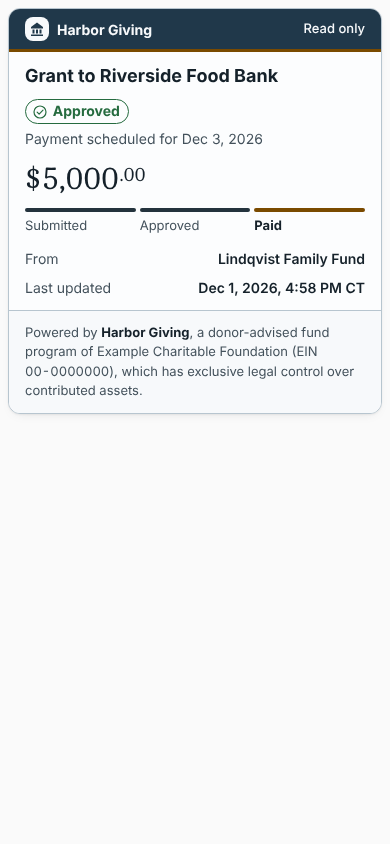 Harbor Giving
Read only
Grant to Riverside Food Bank
Approved
Payment scheduled for Dec 3, 2026
$5,000.00
Submitted
Approved
Paid
From
Lindqvist Family Fund
Last updated
Dec 1, 2026, 4:58 PM CT
Powered by Harbor Giving, a donor-advised fund
program of Example Charitable Foundation (EIN
00-0000000), which has exclusive legal control over
contributed assets.